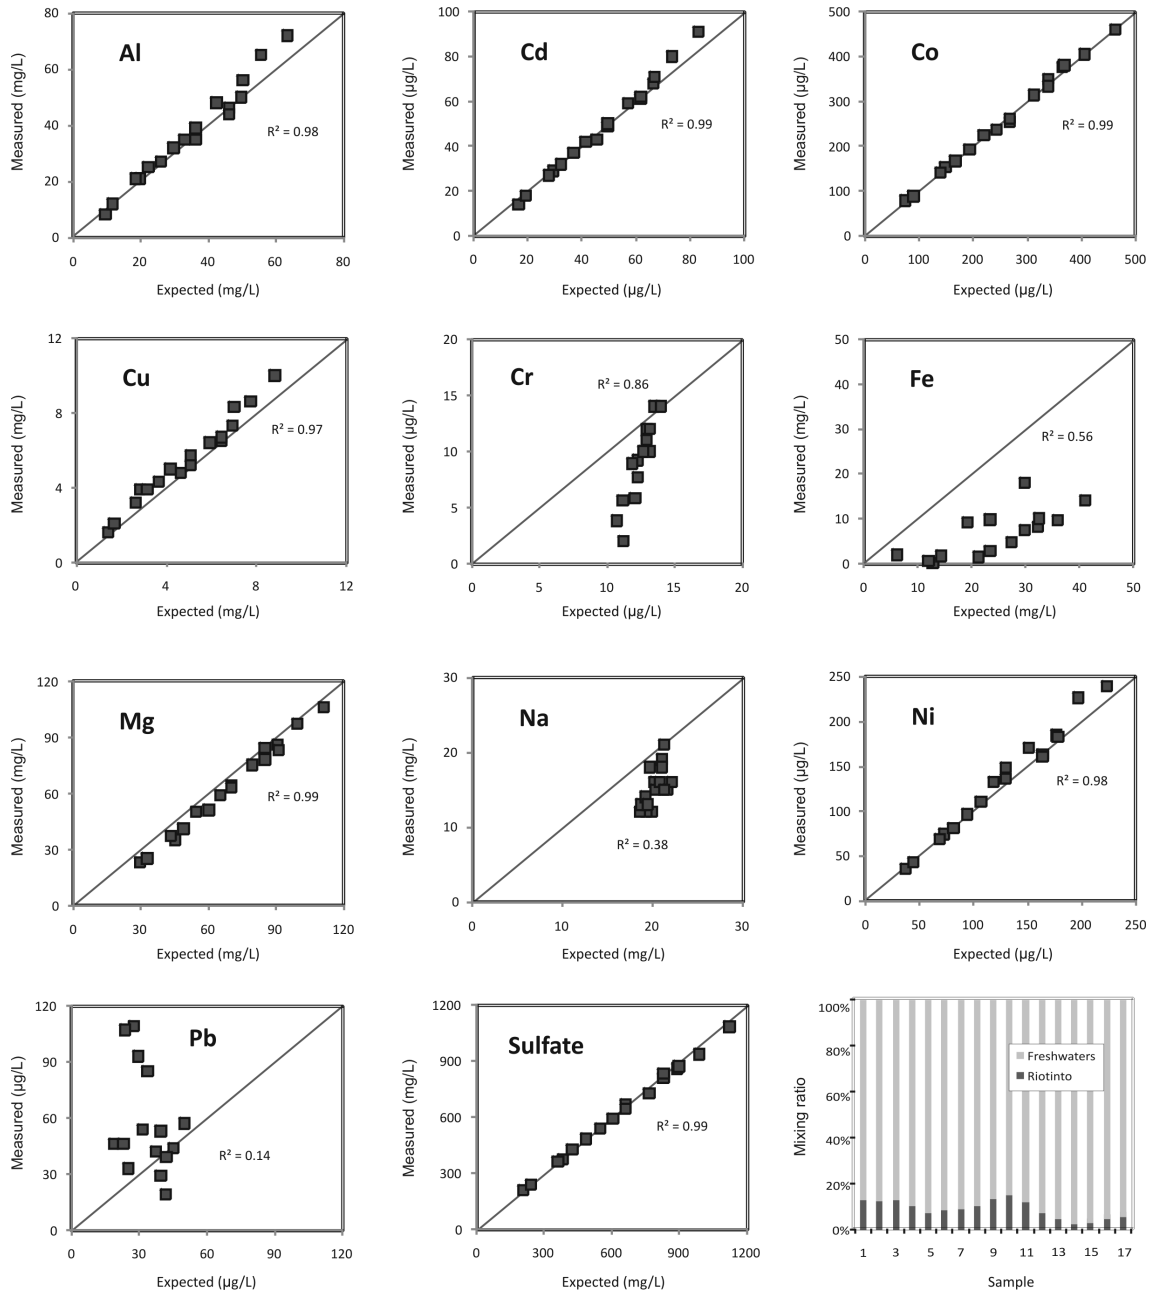 Al
Measured (mg/L)
80
60
40
20
0
R² = 0.98
0 20 40 60 80
Expected (mg/L)
Cd
Measured (µg/L)
100
80
60
40
20
0
R² = 0.99
0 20 40 60 80 100
Expected (µg/L)
Co
Measured (µg/L)
500
400
300
200
100
0
R² = 0.99
0 100 200 300 400 500
Expected (µg/L)
Cu
Measured (mg/L)
12
8
4
0
R² = 0.97
0 4 8 12
Expected (mg/L)
Cr
Measured (µg/L)
20
15
10
5
0
R² = 0.86
0 5 10 15 20
Expected (µg/L)
Fe
Measured (mg/L)
50
40
30
20
10
0
R² = 0.56
0 10 20 30 40 50
Expected (mg/L)
Mg
Measured (mg/L)
120
90
60
30
0
R² = 0.99
0 30 60 90 120
Expected (mg/L)
Na
Measured (mg/L)
30
20
10
0
R² = 0.38
0 10 20 30
Expected (mg/L)
Ni
Measured (µg/L)
250
200
150
100
50
0
R² = 0.98
0 50 100 150 200 250
Expected (µg/L)
Pb
Measured (µg/L)
120
90
60
30
0
R² = 0.14
0 30 60 90 120
Expected (µg/L)
Sulfate
Measured (mg/L)
1200
900
600
300
0
R² = 0.99
0 300 600 900 1200
Expected (mg/L)
Mixing ratio
100%
80%
60%
40%
20%
0%
Freshwaters
Riotinto
1 3 5 7 9 11 13 15 17
Sample